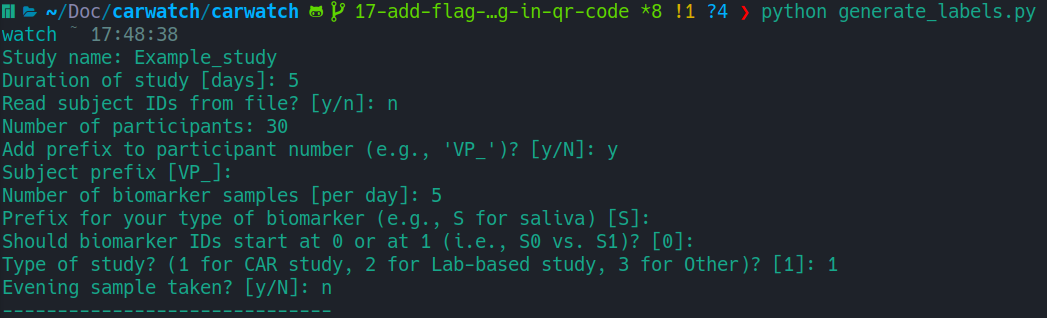 ~/Doc/carwatch/carwatch 17-add-flag-…g-in-qr-code *8 !1 ?4 ❯ python generate_labels.py
watch ~ 17:48:38
Study name: Example_study
Duration of study [days]: 5
Read subject IDs from file? [y/n]: n
Number of participants: 30
Add prefix to participant number (e.g., 'VP_')? [y/N]: y
Subject prefix [VP_]:
Number of biomarker samples [per day]: 5
Prefix for your type of biomarker (e.g., S for saliva) [S]:
Should biomarker IDs start at 0 or at 1 (i.e., S0 vs. S1)? [0]:
Type of study? (1 for CAR study, 2 for Lab-based study, 3 for Other)? [1]: 1
Evening sample taken? [y/N]: n
------------------------------